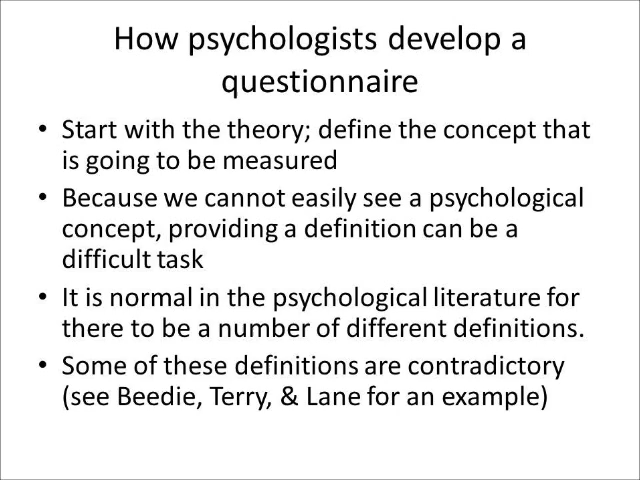 How psychologists develop a
questionnaire
• Start with the theory; define the concept that
is going to be measured
• Because we cannot easily see a psychological
concept, providing a definition can be a
difficult task
• It is normal in the psychological literature for
there to be a number of different definitions.
• Some of these definitions are contradictory
(see Beedie, Terry, & Lane for an example)